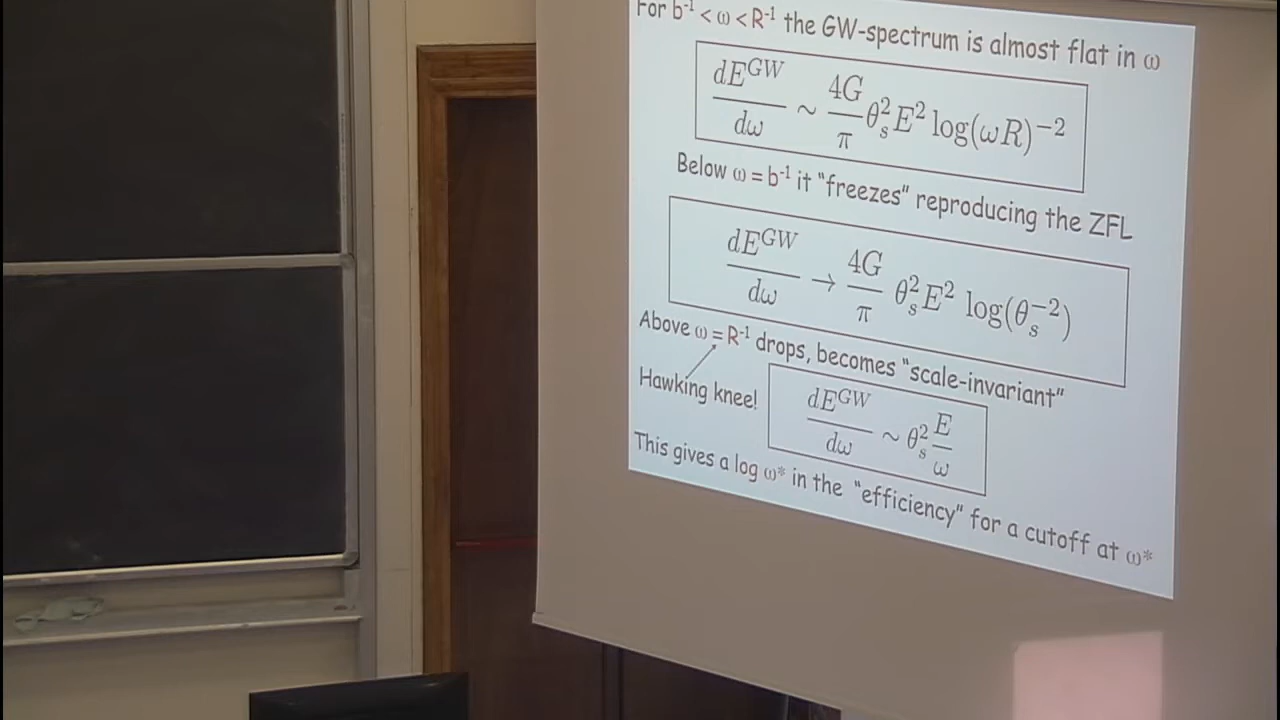 For b⁻¹ < ω < R⁻¹ the GW-spectrum is almost flat in ω
dE^{GW}/dω ~ 4G/π θ_s² E² log(ωR)⁻²
Below ω = b⁻¹ it “freezes” reproducing the ZFL
dE^{GW}/dω → 4G/π θ_s² E² log(θ_s⁻²)
Above ω = R⁻¹ drops, becomes “scale-invariant”
Hawking knee!
dE^{GW}/dω ~ θ_s² E/ω
This gives a log ω* in the “efficiency” for a cutoff at ω*